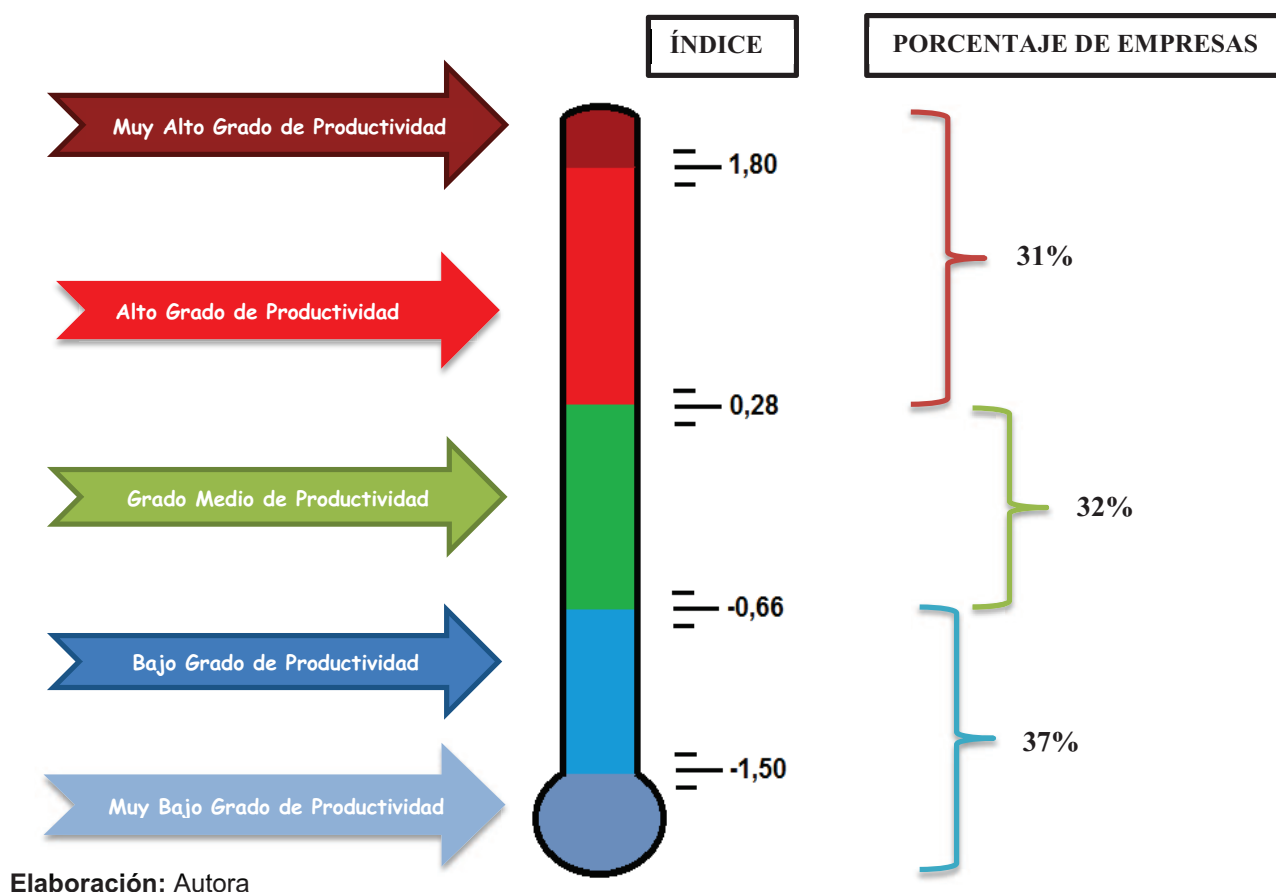 ÍNDICE
PORCENTAJE DE EMPRESAS
Muy Alto Grado de Productividad
1,80
31%
Alto Grado de Productividad
0,28
Grado Medio de Productividad
32%
-0,66
Bajo Grado de Productividad
37%
-1,50
Muy Bajo Grado de Productividad
Elaboración: Autora